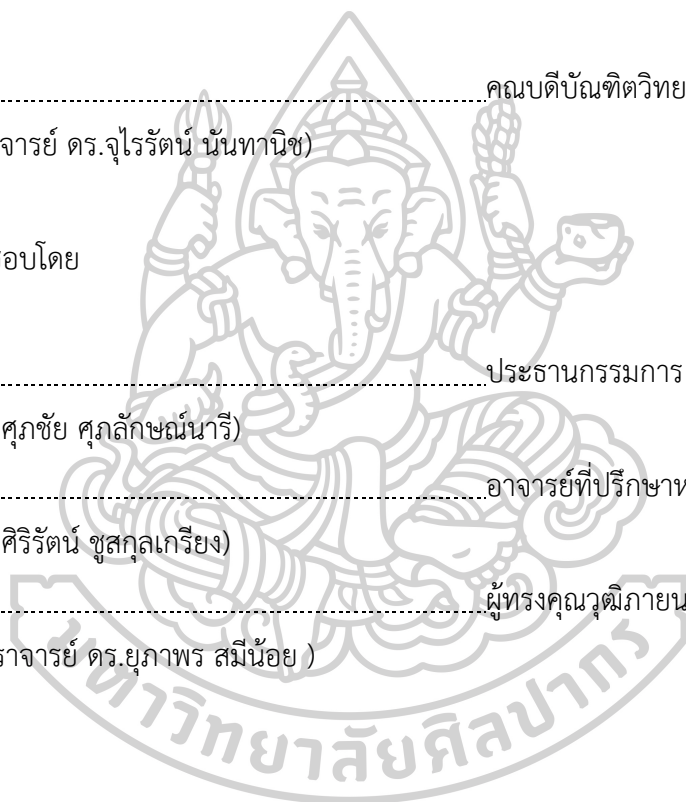 คณบดีบัณฑิตวิทย
จารย์ ดร.จุไรรัตน์ นันทานิช)
อบโดย
ประธานกรรมการ
ศุภชัย ศุภลักษณ์นารี)
อาจารย์ที่ปรึกษาห
ศิริรัตน์ ชูสกุลเกรียง)
ผู้ทรงคุณวุฒิภายน
ราจารย์ ดร.ยุภาพร สมีน้อย )
มหาวิทยาลัยศิลปากร